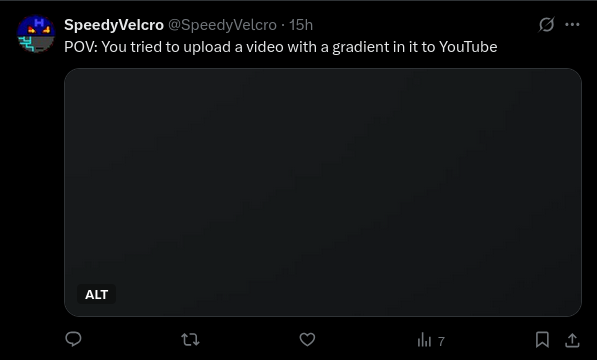 SpeedyVelcro @SpeedyVelcro · 15h
POV: You tried to upload a video with a gradient in it to YouTube
ALT
7